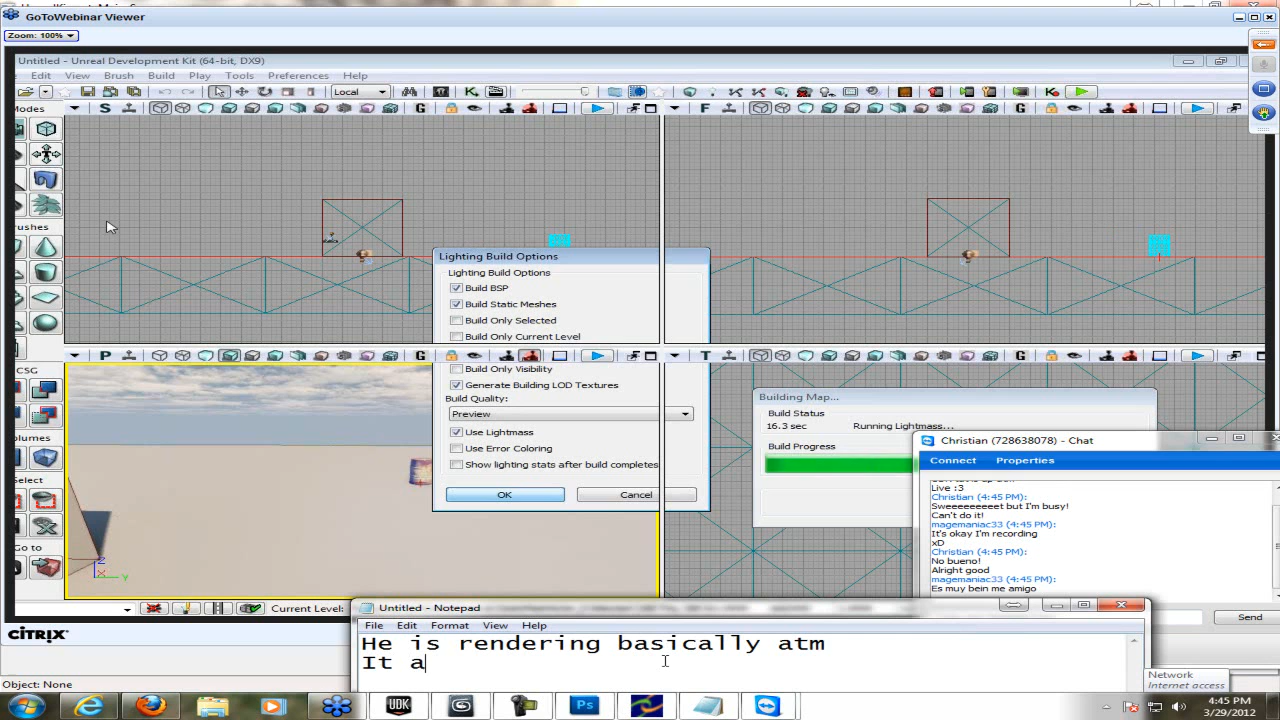 GoToWebinar Viewer
Zoom: 100%
Untitled - Unreal Development Kit (64-bit, DX9)
Edit View Brush Build Play Tools Preferences Help
Local
Modes
S G F G
rushes
CSG
olumes
Select
Go to
Lighting Build Options
Lighting Build Options
Build BSP
Build Static Meshes
Build Only Selected
Build Only Current Level
P G T G
Build Only Visibility
Generate Building LOD Textures
Build Quality:
Preview
Use Lightmass
Use Error Coloring
Show lighting stats after build completes
OK Cancel
Z
X
Y
Building Map...
Build Status
16.3 sec Running Lightmass...
Build Progress
Christian (728638078) - Chat
Connect Properties
Live :3
Christian (4:45 PM):
Sweeeeeeeeet but I'm busy!
Can't do it!
magemaniac33 (4:45 PM):
It's okay I'm recording
xD
Christian (4:45 PM):
No bueno!
Alright good
magemaniac33 (4:45 PM):
Es muy bein me amigo
Send
Current Level:
CITRIX
Object: None
Untitled - Notepad
File Edit Format View Help
He is rendering basically atm
It a
Network
Internet access
UDK
Ps
4:45 PM
3/29/2012